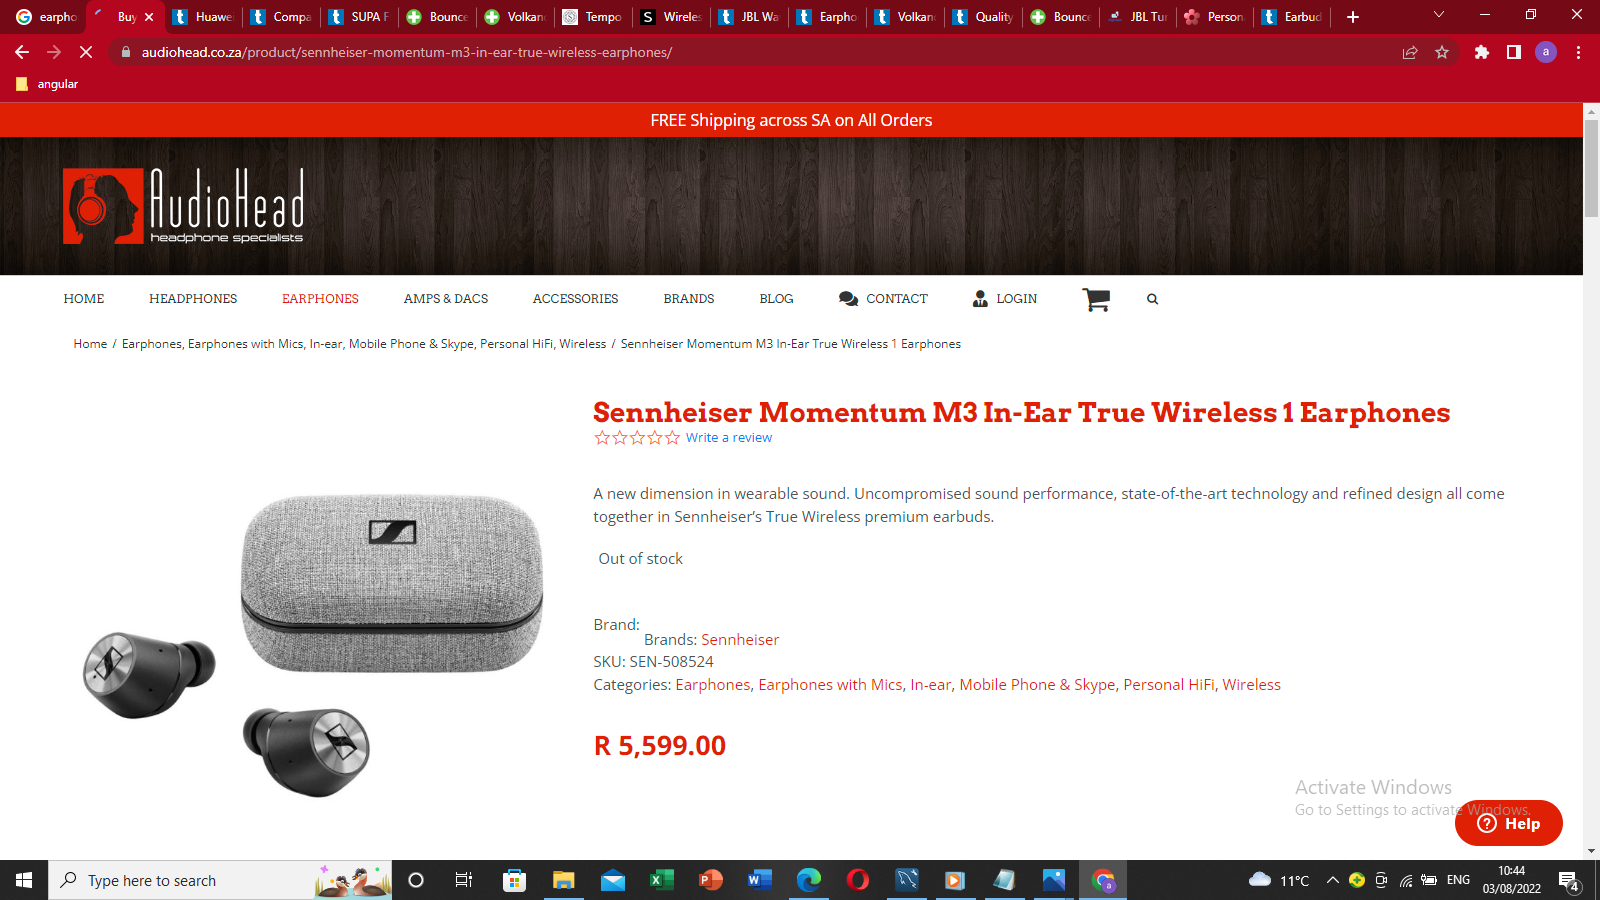 earpho
Buy
Huawei
Compa
SUPA F
Bounce
Volkan
Tempo
Wireles
JBL Wa
Earpho
Volkan
Quality
Bounce
JBL Tur
Person
Earbud
audiohead.co.za/product/sennheiser-momentum-m3-in-ear-true-wireless-earphones/
a
angular
FREE Shipping across SA on All Orders
AudioHead
headphone specialists
HOME
HEADPHONES
EARPHONES
AMPS & DACS
ACCESSORIES
BRANDS
BLOG
CONTACT
LOGIN
Home / Earphones, Earphones with Mics, In-ear, Mobile Phone & Skype, Personal HiFi, Wireless / Sennheiser Momentum M3 In-Ear True Wireless 1 Earphones
Sennheiser Momentum M3 In-Ear True Wireless 1 Earphones
Write a review
A new dimension in wearable sound. Uncompromised sound performance, state-of-the-art technology and refined design all come
together in Sennheiser’s True Wireless premium earbuds.
Out of stock
Brand:
Brands: Sennheiser
SKU: SEN-508524
Categories: Earphones, Earphones with Mics, In-ear, Mobile Phone & Skype, Personal HiFi, Wireless
R 5,599.00
Activate Windows
Go to Settings to activate Windows.
Help
Type here to search
11°C
ENG
10:44
03/08/2022
4